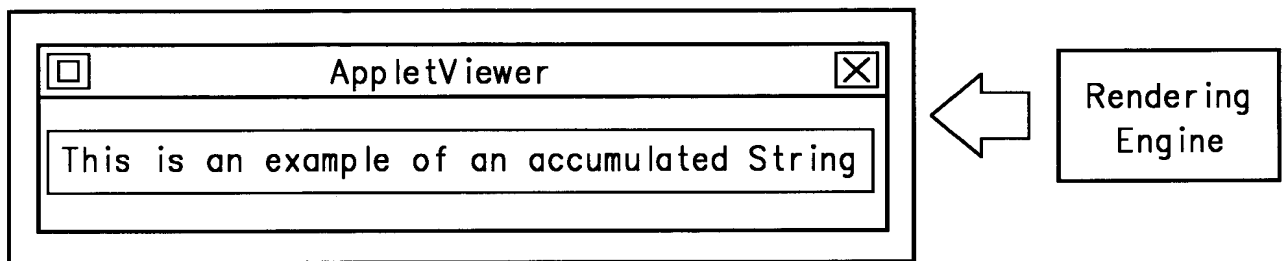 AppletViewer
This is an example of an accumulated String
Rendering
Engine